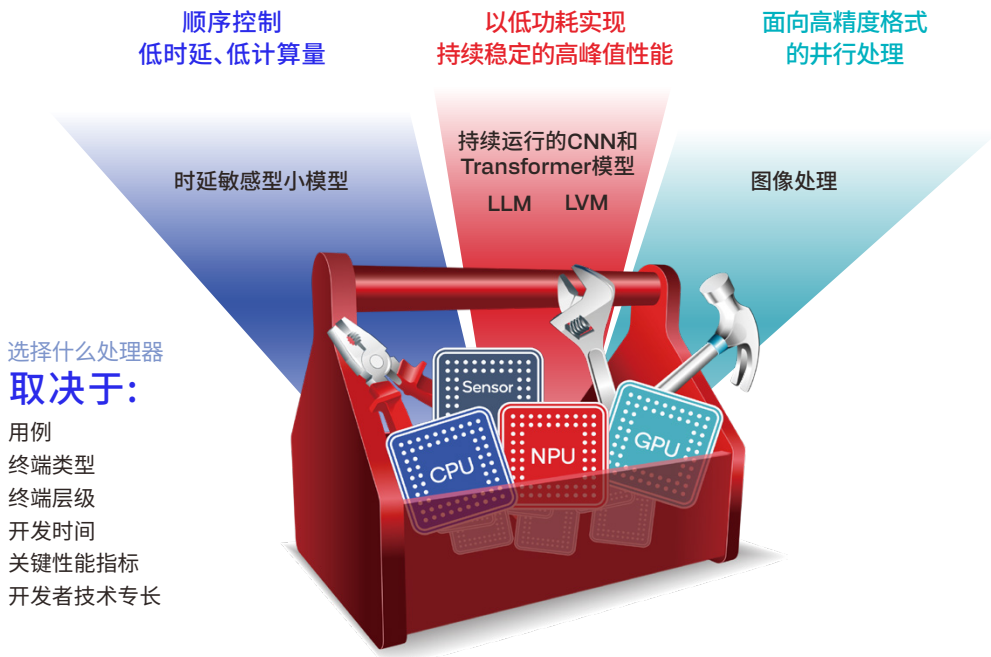 顺序控制
低时延、低计算量
以低功耗实现
持续稳定的高峰值性能
面向高精度格式
的并行处理
时延敏感型小模型
持续运行的CNN和
Transformer模型
LLM LVM
图像处理
选择什么处理器
取决于:
用例
终端类型
终端层级
开发时间
关键性能指标
开发者技术专长
Sensor
CPU
NPU
GPU